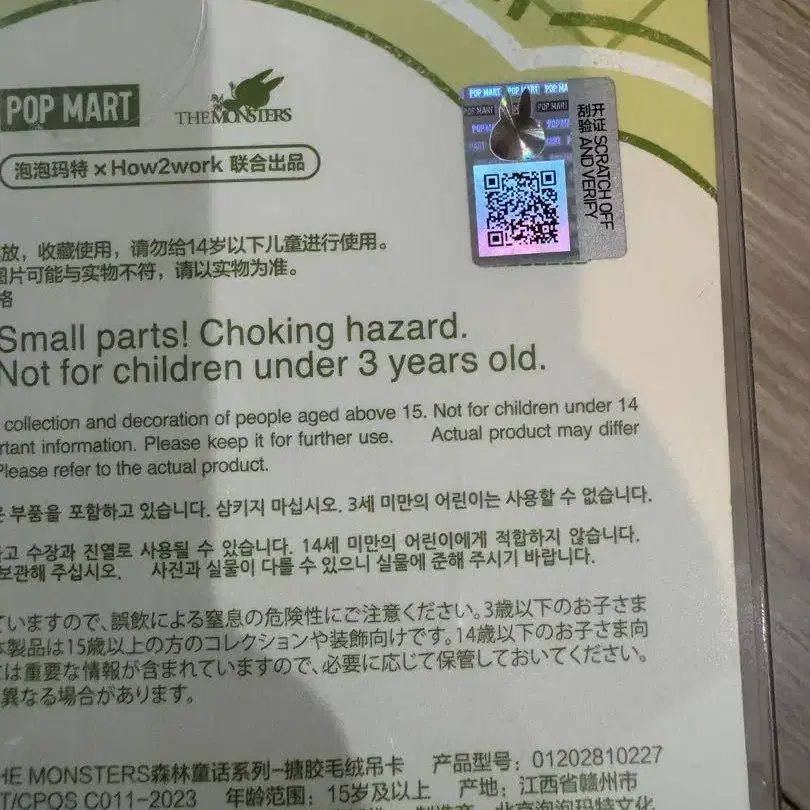 POP MART
THE MONSTERS
POP MART POP MART POP MA
POP MART
POP MA
开证 SCRATCH OFF
刮验 AND VERIFY
泡泡玛特 × How2work 联合出品
放，收藏使用，请勿给14岁以下儿童进行使用。
图片可能与实物不符，请以实物为准。
格
Small parts! Choking hazard.
Not for children under 3 years old.
collection and decoration of people aged above 15. Not for children under 14
rtant information. Please keep it for further use. Actual product may differ
Please refer to the actual product.
은 부품을 포함하고 있습니다. 삼키지 마십시오. 3세 미만의 어린이는 사용할 수 없습니다.
고 수장과 진열로 사용될 수 있습니다. 14세 미만의 어린이에게 적합하지 않습니다.
보관해 주십시오. 사진과 실물이 다를 수 있으니 실물에 준해 주시기 바랍니다.
ていますので、誤飲による窒息の危険性にご注意ください。3歳以下のお子さま
本製品は15歳以上の方のコレクションや装飾向けです。14歳以下のお子さま向
には重要な情報が含まれていますので、必要に応じて保管しておいてください。
異なる場合があります。
HE MONSTERS森林童话系列-搪胶毛绒吊卡 产品型号：01202810227
T/CPQS C011-2023 年龄范围：15岁及以上 产地：江西省赣州市
北京泡泡玛特文化